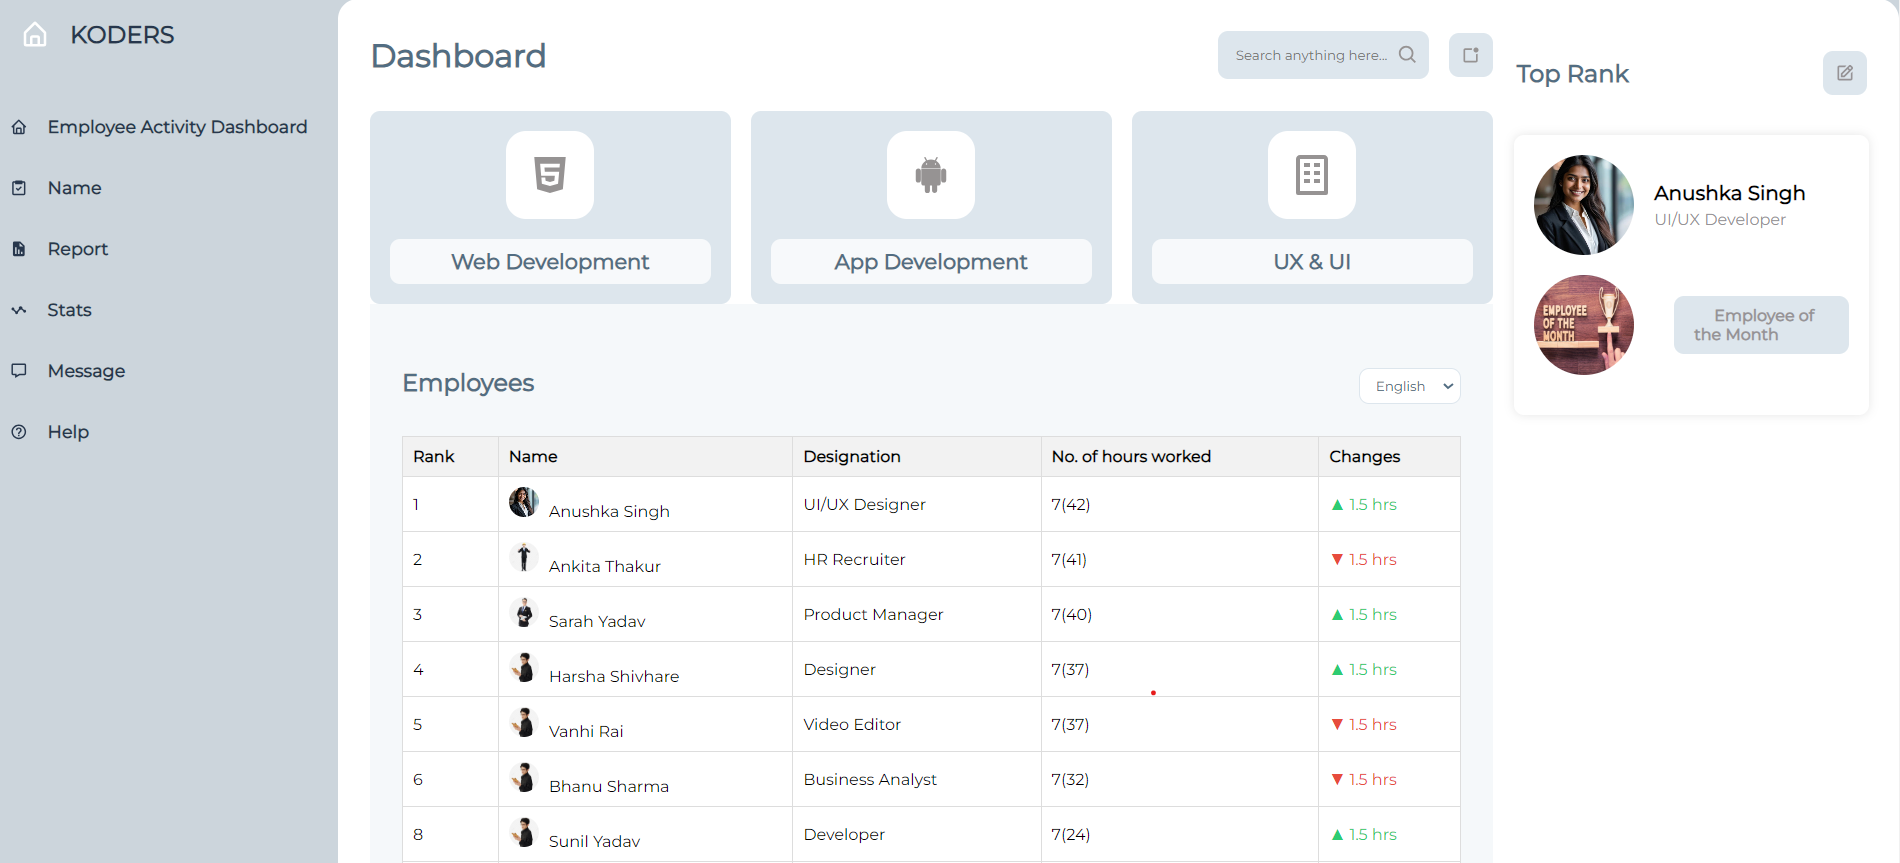 KODERS
Employee Activity Dashboard
Name
Report
Stats
Message
Help
Dashboard
Search anything here...
Web Development
App Development
UX & UI
Employees
English
Rank Name Designation No. of hours worked Changes
1 Anushka Singh UI/UX Designer 7(42) ▲ 1.5 hrs
2 Ankita Thakur HR Recruiter 7(41) ▼ 1.5 hrs
3 Sarah Yadav Product Manager 7(40) ▲ 1.5 hrs
4 Harsha Shivhare Designer 7(37) ▲ 1.5 hrs
5 Vanhi Rai Video Editor 7(37) ▼ 1.5 hrs
6 Bhanu Sharma Business Analyst 7(32) ▼ 1.5 hrs
8 Sunil Yadav Developer 7(24) ▲ 1.5 hrs
Top Rank
Anushka Singh
UI/UX Developer
EMPLOYEE
OF THE
MONTH
Employee of
the Month